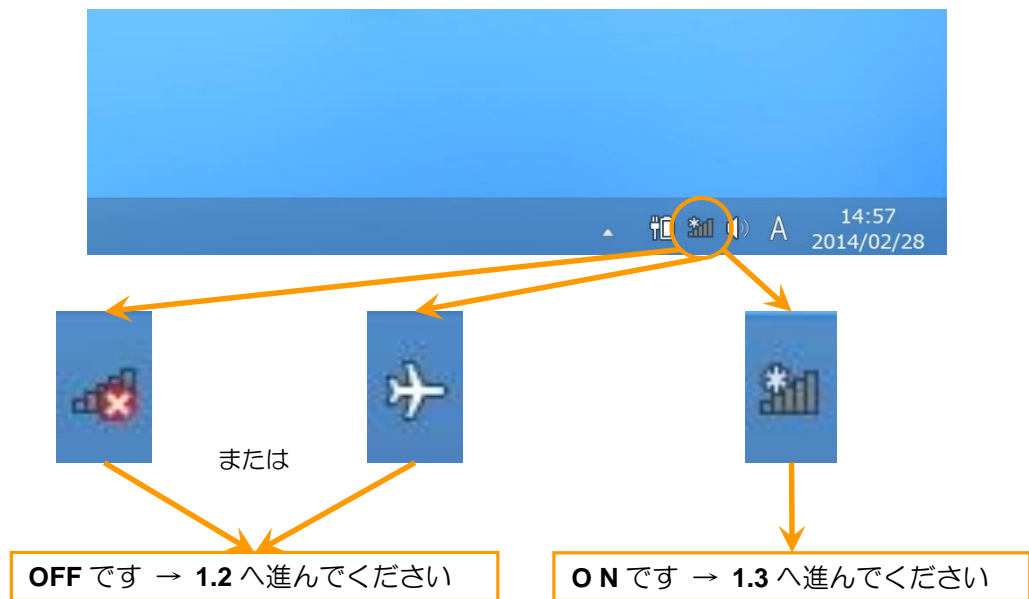 A
14:57
2014/02/28
または
OFF です → 1.2 へ進んでください
O N です → 1.3 へ進んでください